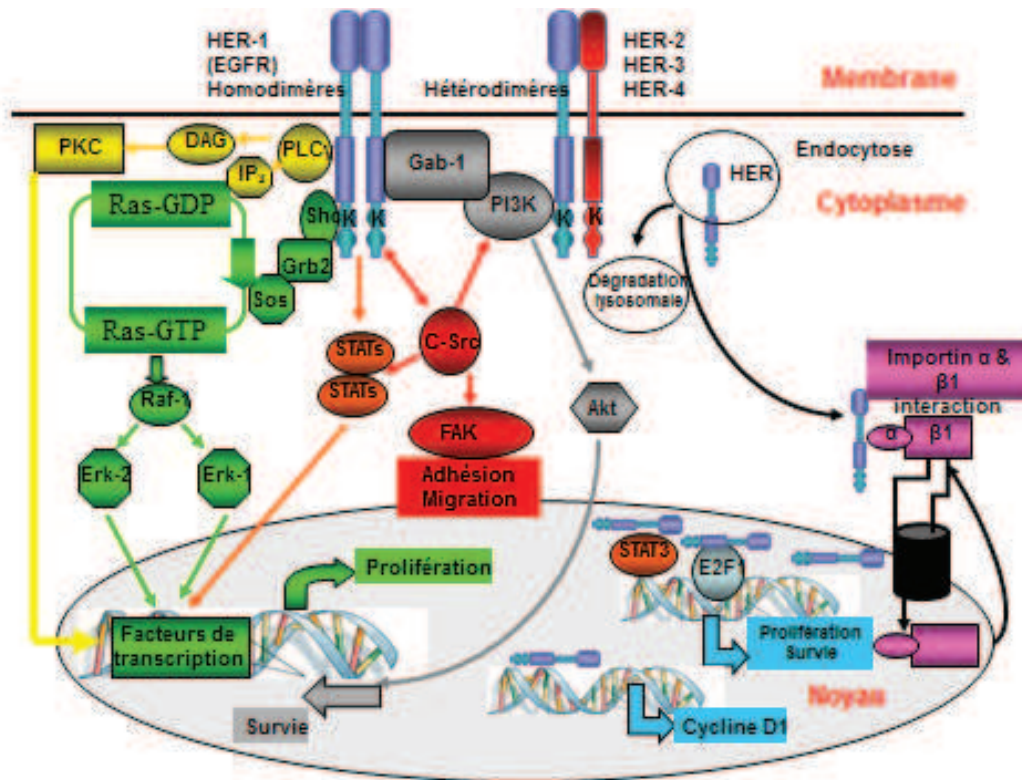 HER-1
(EGFR)
Homodimères
Hétérodimères
HER-2
HER-3
HER-4
Membrane
PKC
DAG
PLCγ
IP₃
Gab-1
PI3K
K
K
K
K
Endocytose
HER
Cytoplasme
Ras-GDP
Shc
Grb2
Sos
Ras-GTP
Dégradation
lysosomale
STATs
STATs
C-Src
Raf-1
Akt
Importin α &
β1
interaction
α
β1
FAK
Adhésion
Migration
Erk-2
Erk-1
STAT3
E2F1
Prolifération
Facteurs de
transcription
Prolifération
Survie
Noyau
Survie
Cycline D1